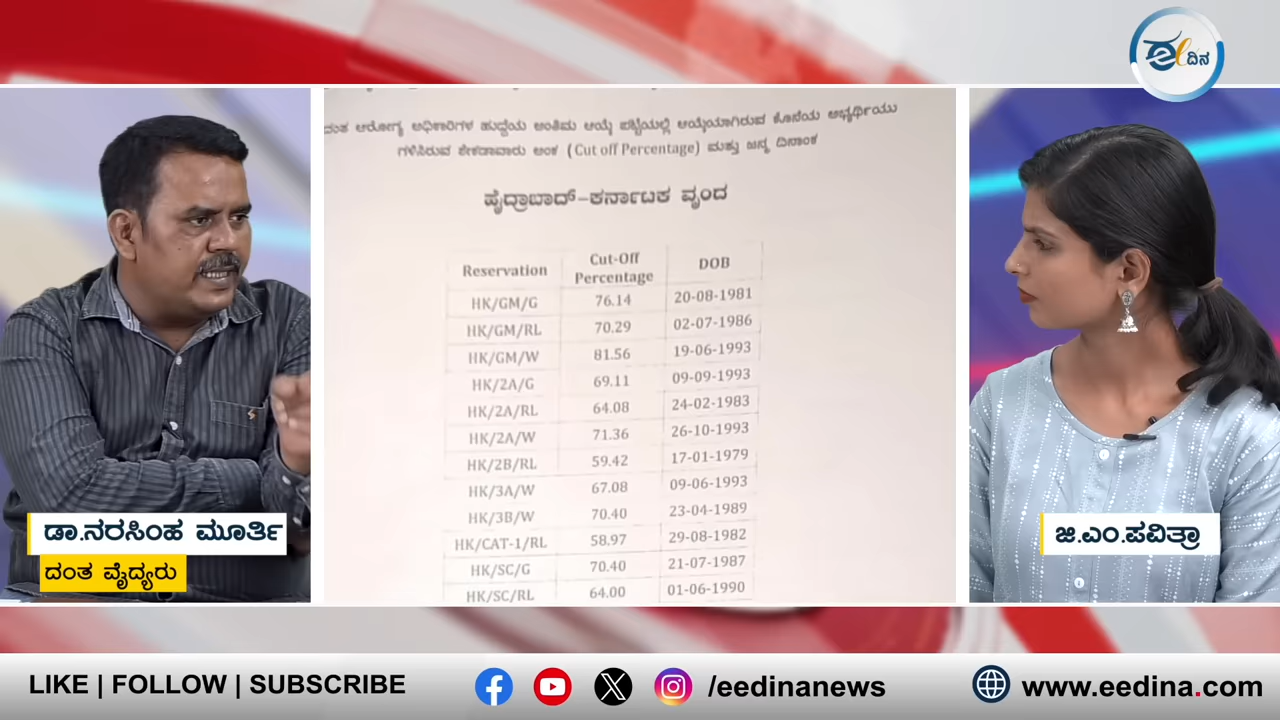 eದಿನ
ದಂತ ಆರೋಗ್ಯ ಅಧಿಕಾರಿಗಳ ಹುದ್ದೆಯ ಅಂತಿಮ ಆಯ್ಕೆ ಪಟ್ಟಿಯಲ್ಲಿ ಆಯ್ಕೆಯಾಗಿರುವ ಕೊನೆಯ ಅಭ್ಯರ್ಥಿಯು
ಗಳಿಸಿರುವ ಶೇಕಡಾವಾರು ಅಂಕ (Cut off Percentage) ಮತ್ತು ಜನ್ಮ ದಿನಾಂಕ
ಹೈದ್ರಾಬಾದ್-ಕರ್ನಾಟಕ ವೃಂದ
Reservation Cut-Off Percentage DOB
HK/GM/G 76.14 20-08-1981
HK/GM/RL 70.29 02-07-1986
HK/GM/W 81.56 19-06-1993
HK/2A/G 69.11 09-09-1993
HK/2A/RL 64.08 24-02-1983
HK/2A/W 71.36 26-10-1993
HK/2B/RL 59.42 17-01-1979
HK/3A/W 67.08 09-06-1993
HK/3B/W 70.40 23-04-1989
HK/CAT-1/RL 58.97 29-08-1982
HK/SC/G 70.40 21-07-1987
HK/SC/RL 64.00 01-06-1990
ಡಾ.ನರಸಿಂಹ ಮೂರ್ತಿ
ದಂತ ವೈದ್ಯರು
ಜಿ.ಎಂ.ಪವಿತ್ರಾ
LIKE | FOLLOW | SUBSCRIBE
/eedinanews
www.eedina.com